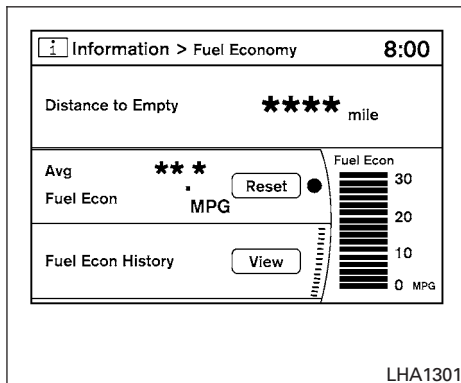 i Information > Fuel Economy 8:00
Distance to Empty **** mile
Avg Fuel Econ ***.* MPG Reset
Fuel Econ History View
Fuel Econ
30
20
10
0 MPG
LHA1301